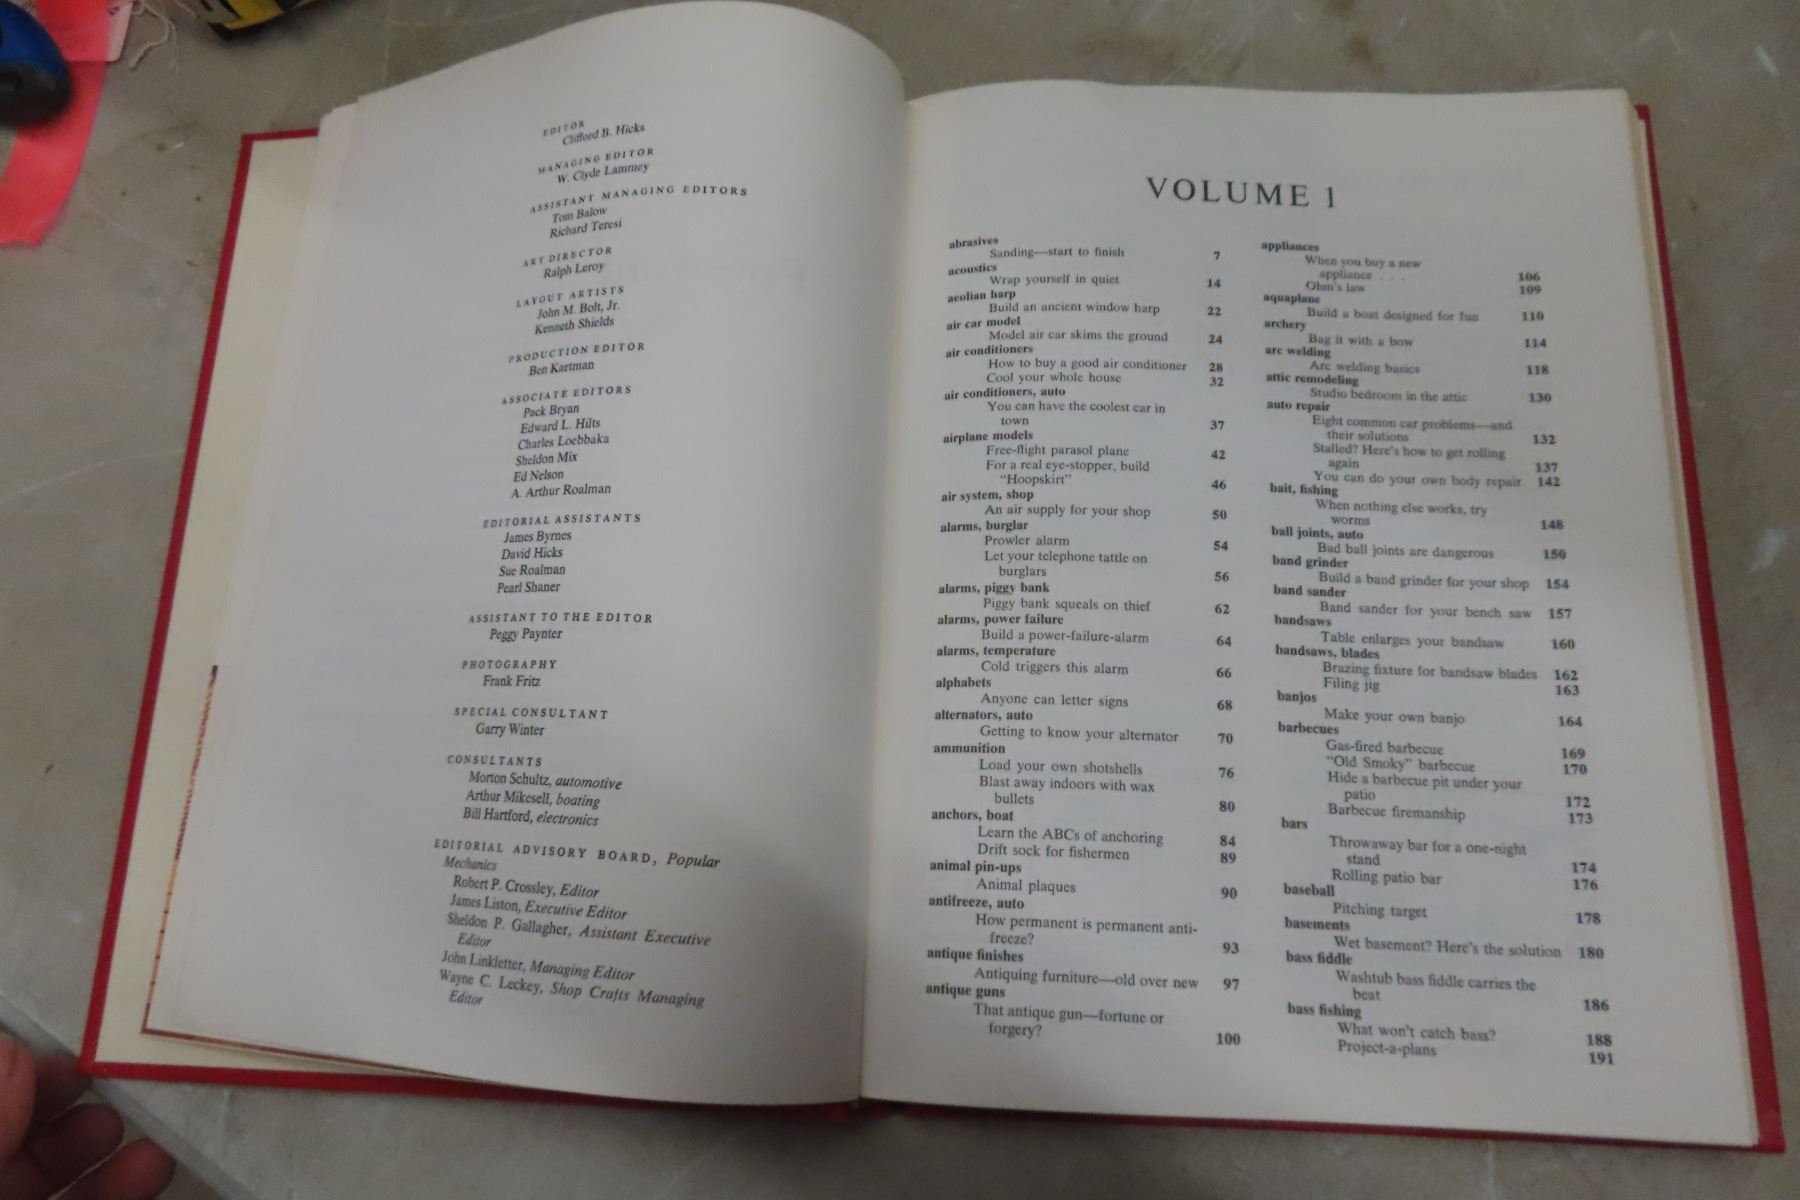 EDITOR
Clifford B. Hicks
MANAGING EDITOR
W. Clyde Lammey
ASSISTANT MANAGING EDITORS
Tom Balow
Richard Teresi
ART DIRECTOR
Ralph Leroy
LAYOUT ARTISTS
John M. Bolt, Jr.
Kenneth Shields
PRODUCTION EDITOR
Ben Kartman
ASSOCIATE EDITORS
Pack Bryan
Edward L. Hilts
Charles Loebbaka
Sheldon Mix
Ed Nelson
A. Arthur Roalman
EDITORIAL ASSISTANTS
James Byrnes
David Hicks
Sue Roalman
Pearl Shaner
ASSISTANT TO THE EDITOR
Peggy Paynter
PHOTOGRAPHY
Frank Fritz
SPECIAL CONSULTANT
Garry Winter
CONSULTANTS
Morton Schultz, automotive
Arthur Mikesell, boating
Bill Hartford, electronics
EDITORIAL ADVISORY BOARD, Popular
Mechanics
Robert P. Crossley, Editor
James Liston, Executive Editor
Sheldon P. Gallagher, Assistant Executive
Editor
John Linkletter, Managing Editor
Wayne C. Leckey, Shop Crafts Managing
Editor
VOLUME 1
abrasives
Sanding—start to finish 7
acoustics
Wrap yourself in quiet 14
aeolian harp
Build an ancient window harp 22
air car model
Model air car skims the ground 24
air conditioners
How to buy a good air conditioner 28
Cool your whole house 32
air conditioners, auto
You can have the coolest car in
town 37
airplane models
Free-flight parasol plane 42
For a real eye-stopper, build
"Hoopskirt" 46
air system, shop
An air supply for your shop 50
alarms, burglar
Prowler alarm 54
Let your telephone tattle on
burglars 56
alarms, piggy bank
Piggy bank squeals on thief 62
alarms, power failure
Build a power-failure-alarm 64
alarms, temperature
Cold triggers this alarm 66
alphabets
Anyone can letter signs 68
alternators, auto
Getting to know your alternator 70
ammunition
Load your own shotshells 76
Blast away indoors with wax
bullets 80
anchors, boat
Learn the ABCs of anchoring 84
Drift sock for fishermen 89
animal pin-ups
Animal plaques 90
antifreeze, auto
How permanent is permanent anti-
freeze? 93
antique finishes
Antiquing furniture—old over new 97
antique guns
That antique gun—fortune or
forgery? 100
appliances
When you buy a new
appliance . . . 106
Ohm's law 109
aquaplane
Build a boat designed for fun 110
archery
Bag it with a bow 114
arc welding
Arc welding basics 118
attic remodeling
Studio bedroom in the attic 130
auto repair
Eight common car problems—and
their solutions 132
Stalled? Here's how to get rolling
again 137
You can do your own body repair 142
bait, fishing
When nothing else works, try
worms 148
ball joints, auto
Bad ball joints are dangerous 150
band grinder
Build a band grinder for your shop 154
band sander
Band sander for your bench saw 157
bandsaws
Table enlarges your bandsaw 160
bandsaws, blades
Brazing fixture for bandsaw blades 162
Filing jig 163
banjos
Make your own banjo 164
barbecues
Gas-fired barbecue 169
"Old Smoky" barbecue 170
Hide a barbecue pit under your
patio 172
Barbecue firemanship 173
bars
Throwaway bar for a one-night
stand 174
Rolling patio bar 176
baseball
Pitching target 178
basements
Wet basement? Here's the solution 180
bass fiddle
Washtub bass fiddle carries the
beat 186
bass fishing
What won't catch bass? 188
Project-a-plans 191